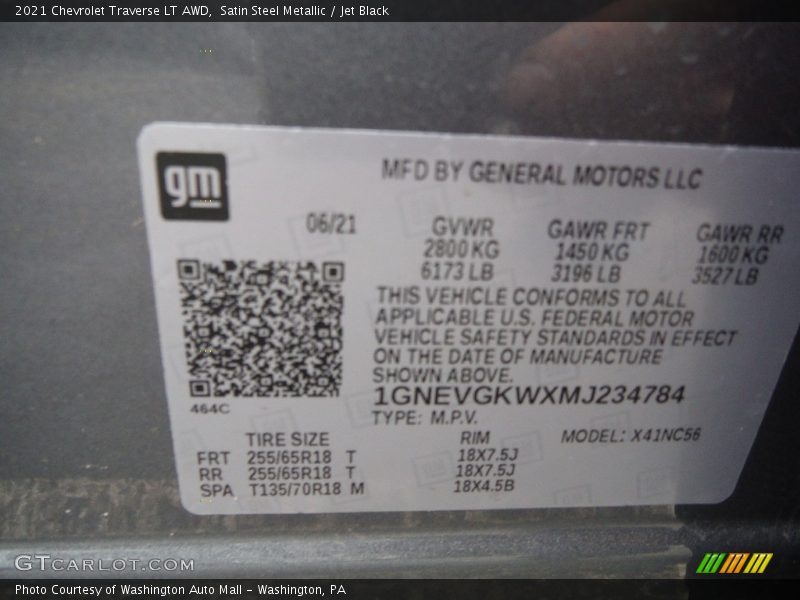 2021 Chevrolet Traverse LT AWD, Satin Steel Metallic / Jet Black
gm
MFD BY GENERAL MOTORS LLC
06/21
GVWR
2800 KG
6173 LB
GAWR FRT
1450 KG
3196 LB
GAWR RR
1600 KG
3527 LB
THIS VEHICLE CONFORMS TO ALL
APPLICABLE U.S. FEDERAL MOTOR
VEHICLE SAFETY STANDARDS IN EFFECT
ON THE DATE OF MANUFACTURE
SHOWN ABOVE.
464C
1GNEVGKWXMJ234784
TYPE: M.P.V.
MODEL: X41NC56
TIRE SIZE RIM
FRT 255/65R18 T 18X7.5J
RR 255/65R18 T 18X7.5J
SPA T135/70R18 M 18X4.5B
GTCARLOT.COM
Photo Courtesy of Washington Auto Mall – Washington, PA